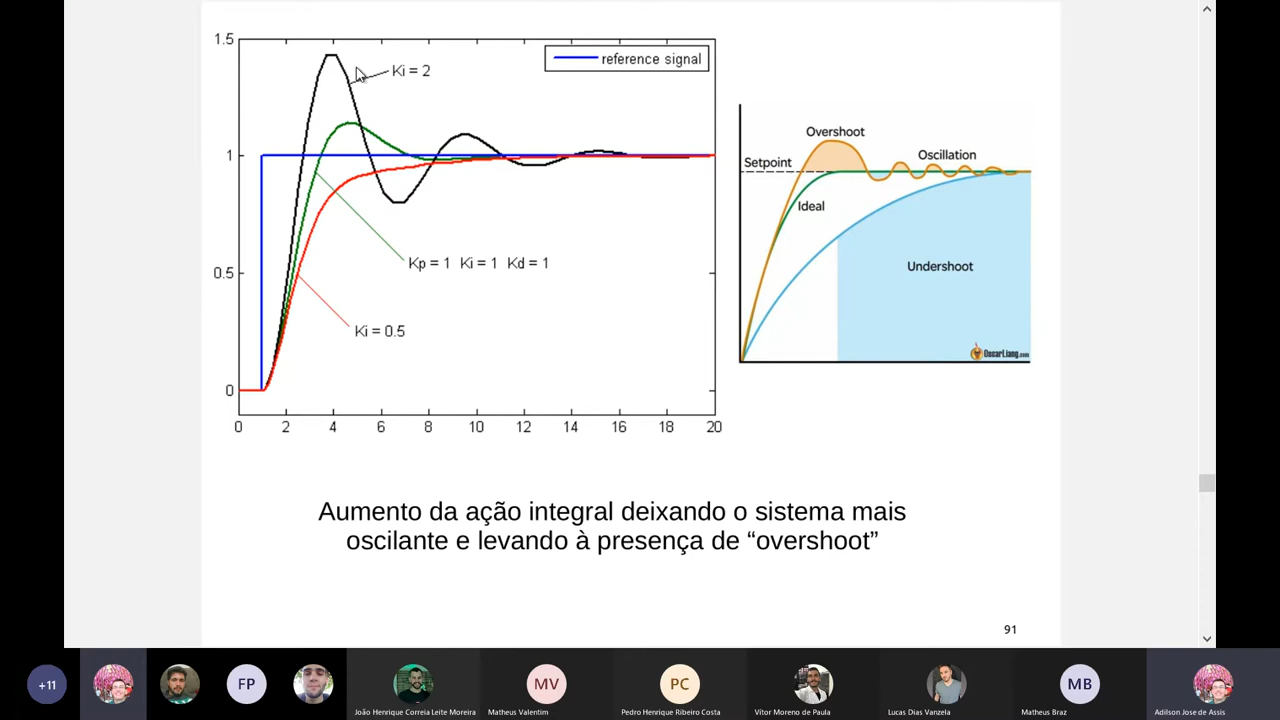 1.5
reference signal
Ki = 2
1
Kp = 1 Ki = 1 Kd = 1
0.5
Ki = 0.5
0
0 2 4 6 8 10 12 14 16 18 20
Overshoot
Setpoint
Oscillation
Ideal
Undershoot
OscarLiang.com
Aumento da ação integral deixando o sistema mais
oscilante e levando à presença de “overshoot”
91
+11
FP
João Henrique Correia Leite Moreira
MV
Matheus Valentim
PC
Pedro Henrique Ribeiro Costa
Vítor Moreno de Paula
Lucas Dias Vanzela
MB
Matheus Braz
Adilson Jose de Assis